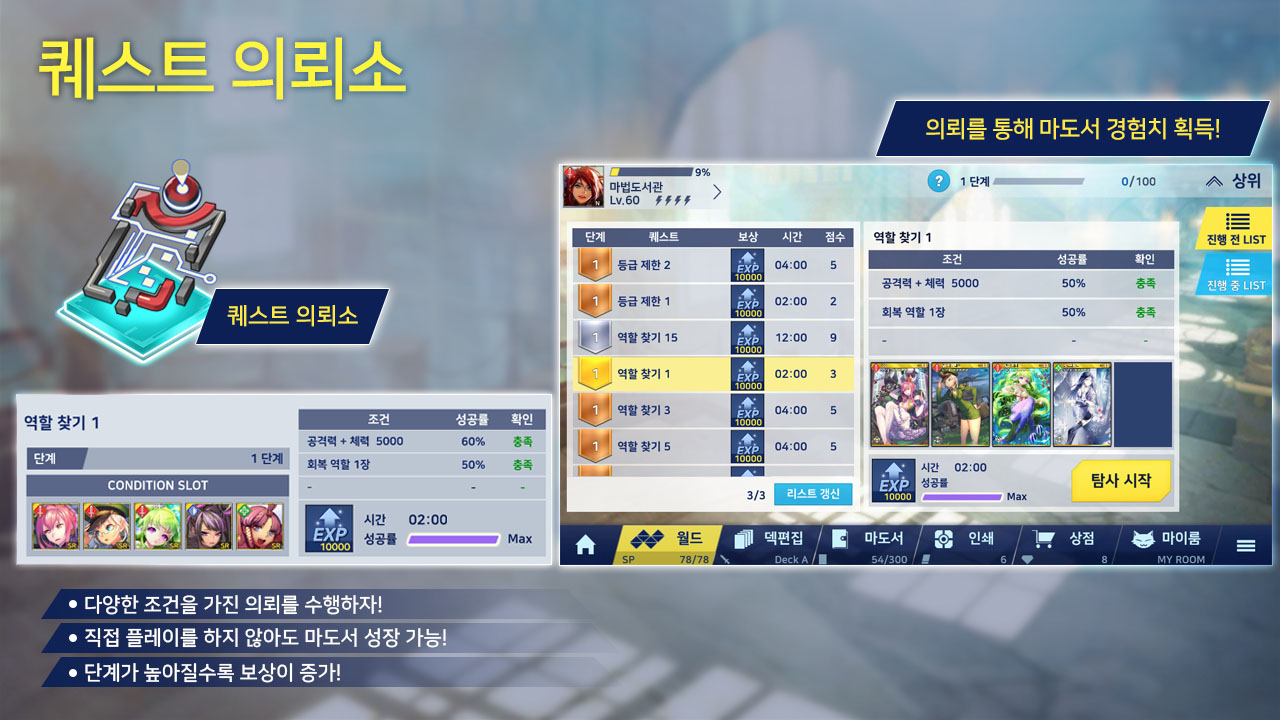 퀘스트 의뢰소
의뢰를 통해 마도서 경험치 획득!
퀘스트 의뢰소
9%
마법도서관
Lv.60
? 1 단계 0/100 상위
진행 전 LIST
진행 중 LIST
단계 퀘스트 보상 시간 점수
1 등급 제한 2 EXP 10000 04:00 5
1 등급 제한 1 EXP 10000 02:00 2
1 역할 찾기 15 EXP 10000 12:00 9
1 역할 찾기 1 EXP 10000 02:00 3
1 역할 찾기 3 EXP 10000 04:00 5
1 역할 찾기 5 EXP 10000 04:00 5
3/3 리스트 갱신
역할 찾기 1
조건 성공률 확인
공격력 + 체력 5000 50% 충족
회복 역할 1장 50% 충족
- - -
EXP 10000
시간 02:00
성공률 Max
탐사 시작
월드 덱편집 마도서 인쇄 상점 마이룸
SP 78/78 Deck A 54/300 6 8 MY ROOM
역할 찾기 1
단계 1 단계
CONDITION SLOT
SR SR SR SR SR
조건 성공률 확인
공격력 + 체력 5000 60% 충족
회복 역할 1장 50% 충족
- - -
EXP 10000
시간 02:00
성공률 Max
• 다양한 조건을 가진 의뢰를 수행하자!
• 직접 플레이를 하지 않아도 마도서 성장 가능!
• 단계가 높아질수록 보상이 증가!